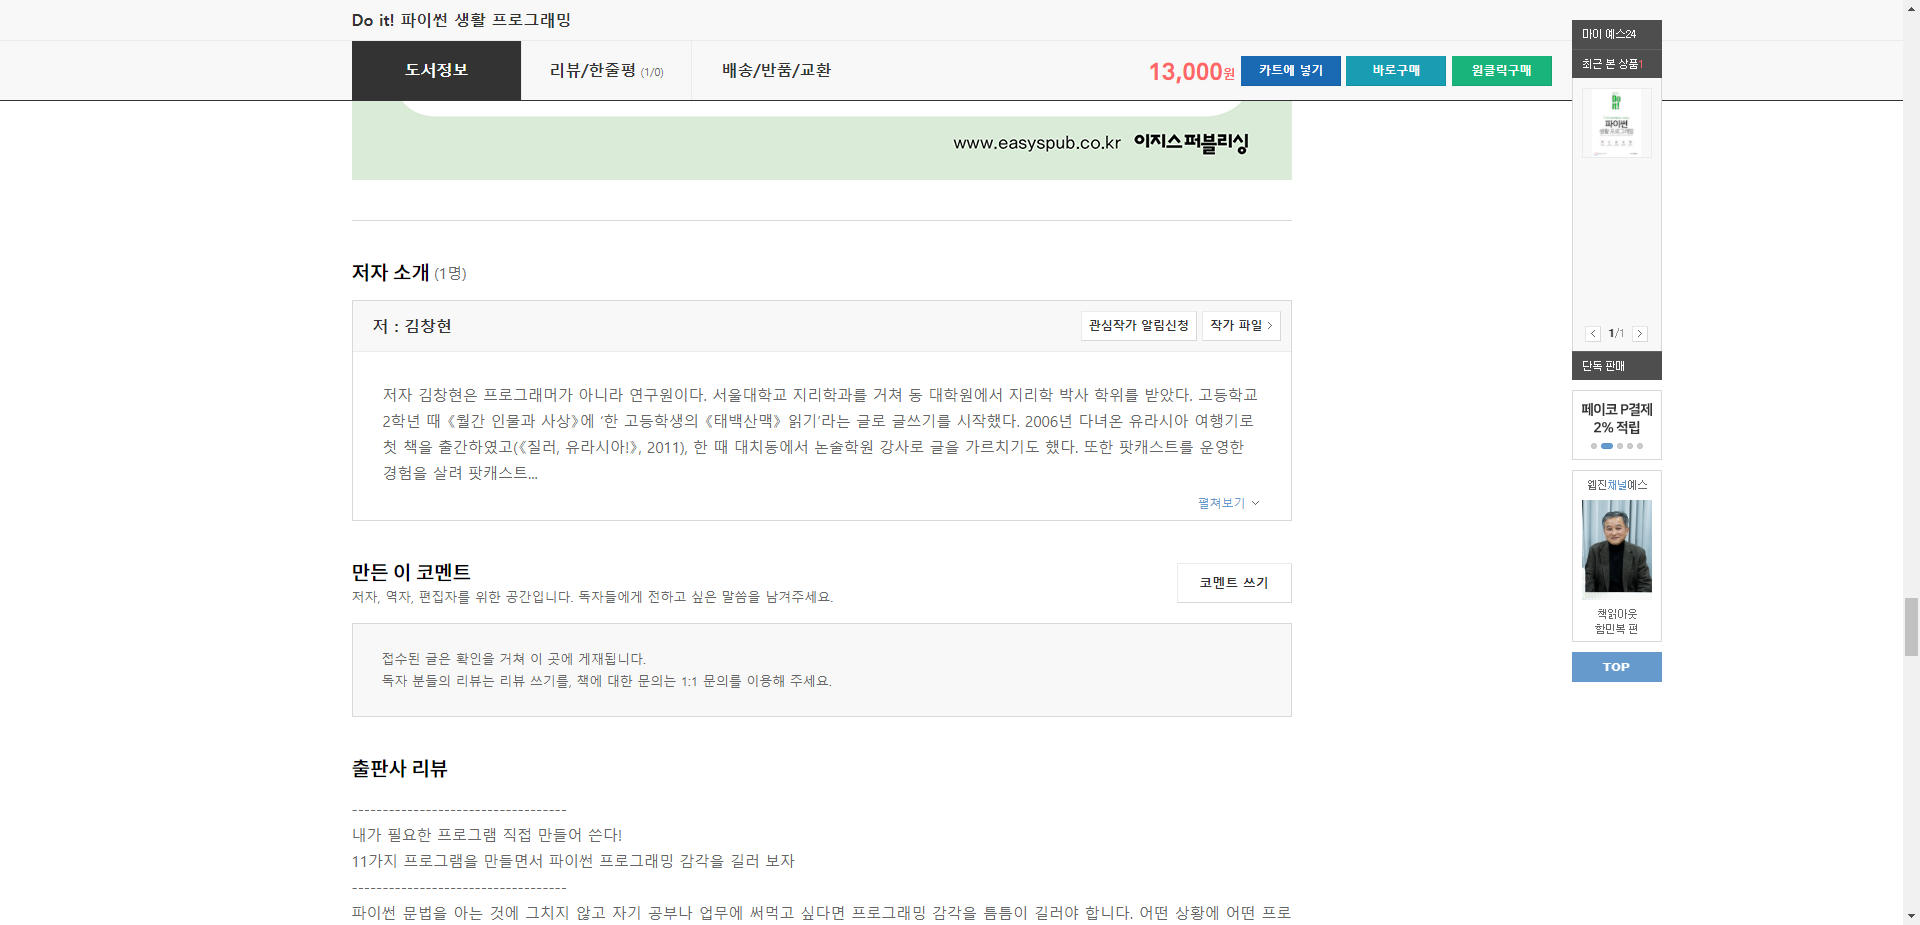 Do it! 파이썬 생활 프로그래밍
도서정보
리뷰/한줄평 (1/0)
배송/반품/교환
13,000원
카트에 넣기
바로구매
원클릭구매
www.easyspub.co.kr 이지스퍼블리싱
저자 소개 (1명)
저 : 김창현
관심작가 알림신청
작가 파일
저자 김창현은 프로그래머가 아니라 연구원이다. 서울대학교 지리학과를 거쳐 동 대학원에서 지리학 박사 학위를 받았다. 고등학교
2학년 때 《월간 인물과 사상》에 ‘한 고등학생의 《태백산맥》 읽기’라는 글로 글쓰기를 시작했다. 2006년 다녀온 유라시아 여행기로
첫 책을 출간하였고(《질러, 유라시아!》, 2011), 한 때 대치동에서 논술학원 강사로 글을 가르치기도 했다. 또한 팟캐스트를 운영한
경험을 살려 팟캐스트...
펼쳐보기
만든 이 코멘트
코멘트 쓰기
저자, 역자, 편집자를 위한 공간입니다. 독자들에게 전하고 싶은 말씀을 남겨주세요.
접수된 글은 확인을 거쳐 이 곳에 게재됩니다.
독자 분들의 리뷰는 리뷰 쓰기를, 책에 대한 문의는 1:1 문의를 이용해 주세요.
출판사 리뷰
-----------------------------------
내가 필요한 프로그램 직접 만들어 쓴다!
11가지 프로그램을 만들면서 파이썬 프로그래밍 감각을 길러 보자
-----------------------------------
파이썬 문법을 아는 것에 그치지 않고 자기 공부나 업무에 써먹고 싶다면 프로그래밍 감각을 틈틈이 길러야 합니다. 어떤 상황에 어떤 프로
마이 예스24
최근 본 상품1
Do
it!
파이썬
생활 프로그래밍
1/1
단독 판매
페이코 P결제
2% 적립
웹진채널예스
책읽아웃
함민복 편
TOP